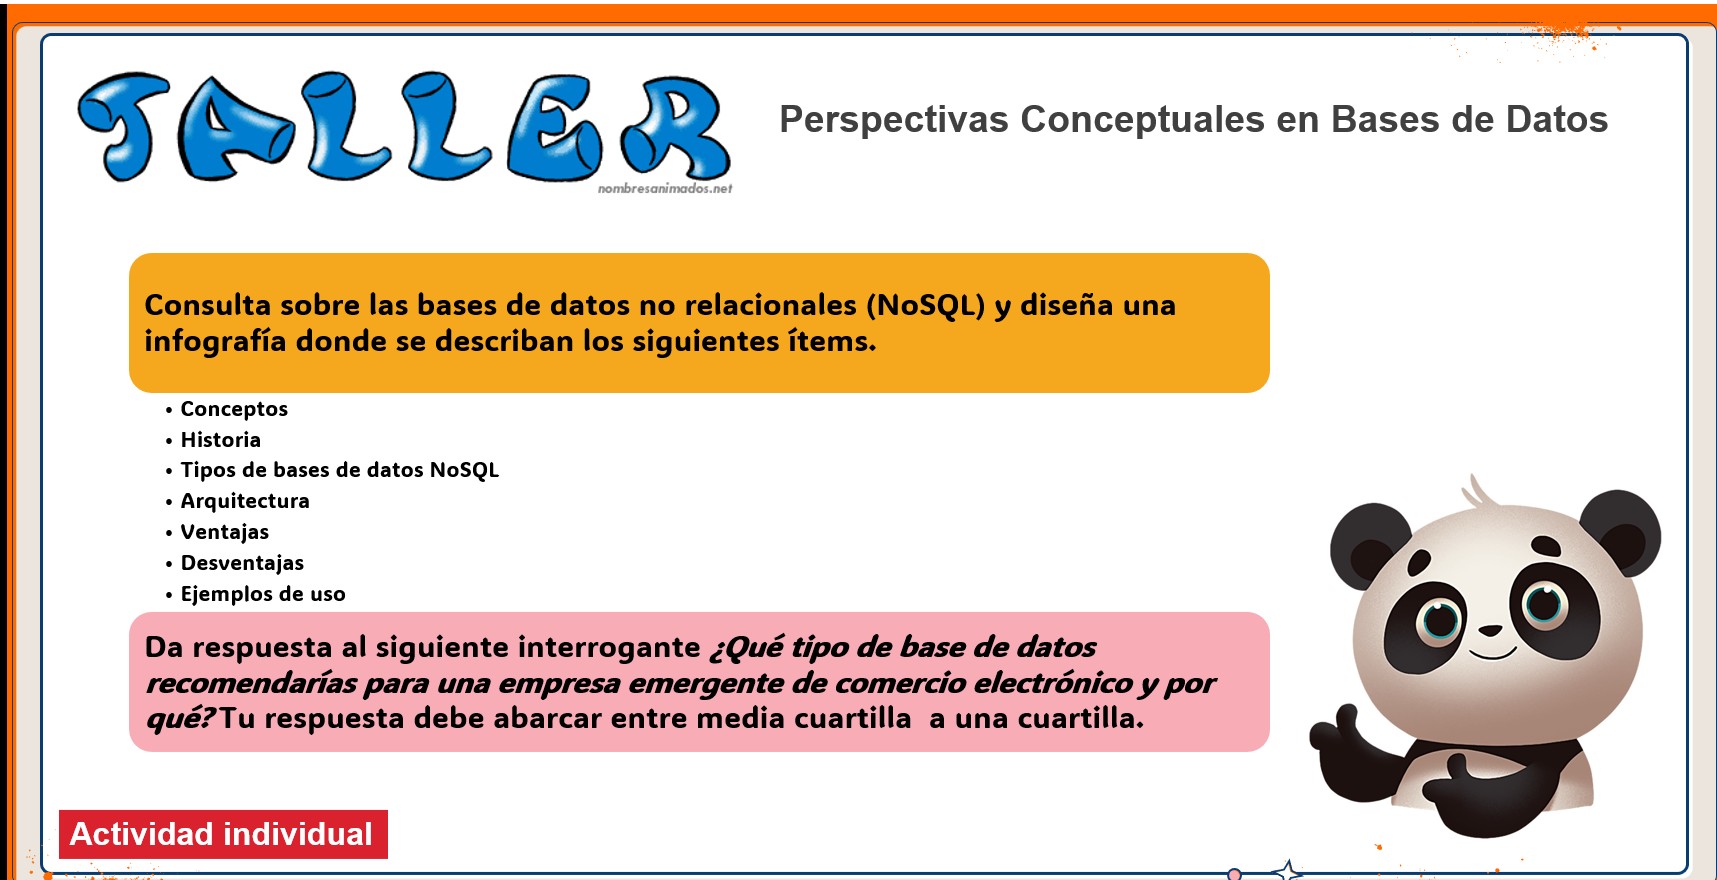 TALLER
nombresanimados.net
Perspectivas Conceptuales en Bases de Datos
Consulta sobre las bases de datos no relacionales (NoSQL) y diseña una
infografía donde se describan los siguientes ítems.
• Conceptos
• Historia
• Tipos de bases de datos NoSQL
• Arquitectura
• Ventajas
• Desventajas
• Ejemplos de uso
Da respuesta al siguiente interrogante ¿Qué tipo de base de datos
recomendarías para una empresa emergente de comercio electrónico y por
qué? Tu respuesta debe abarcar entre media cuartilla a una cuartilla.
Actividad individual